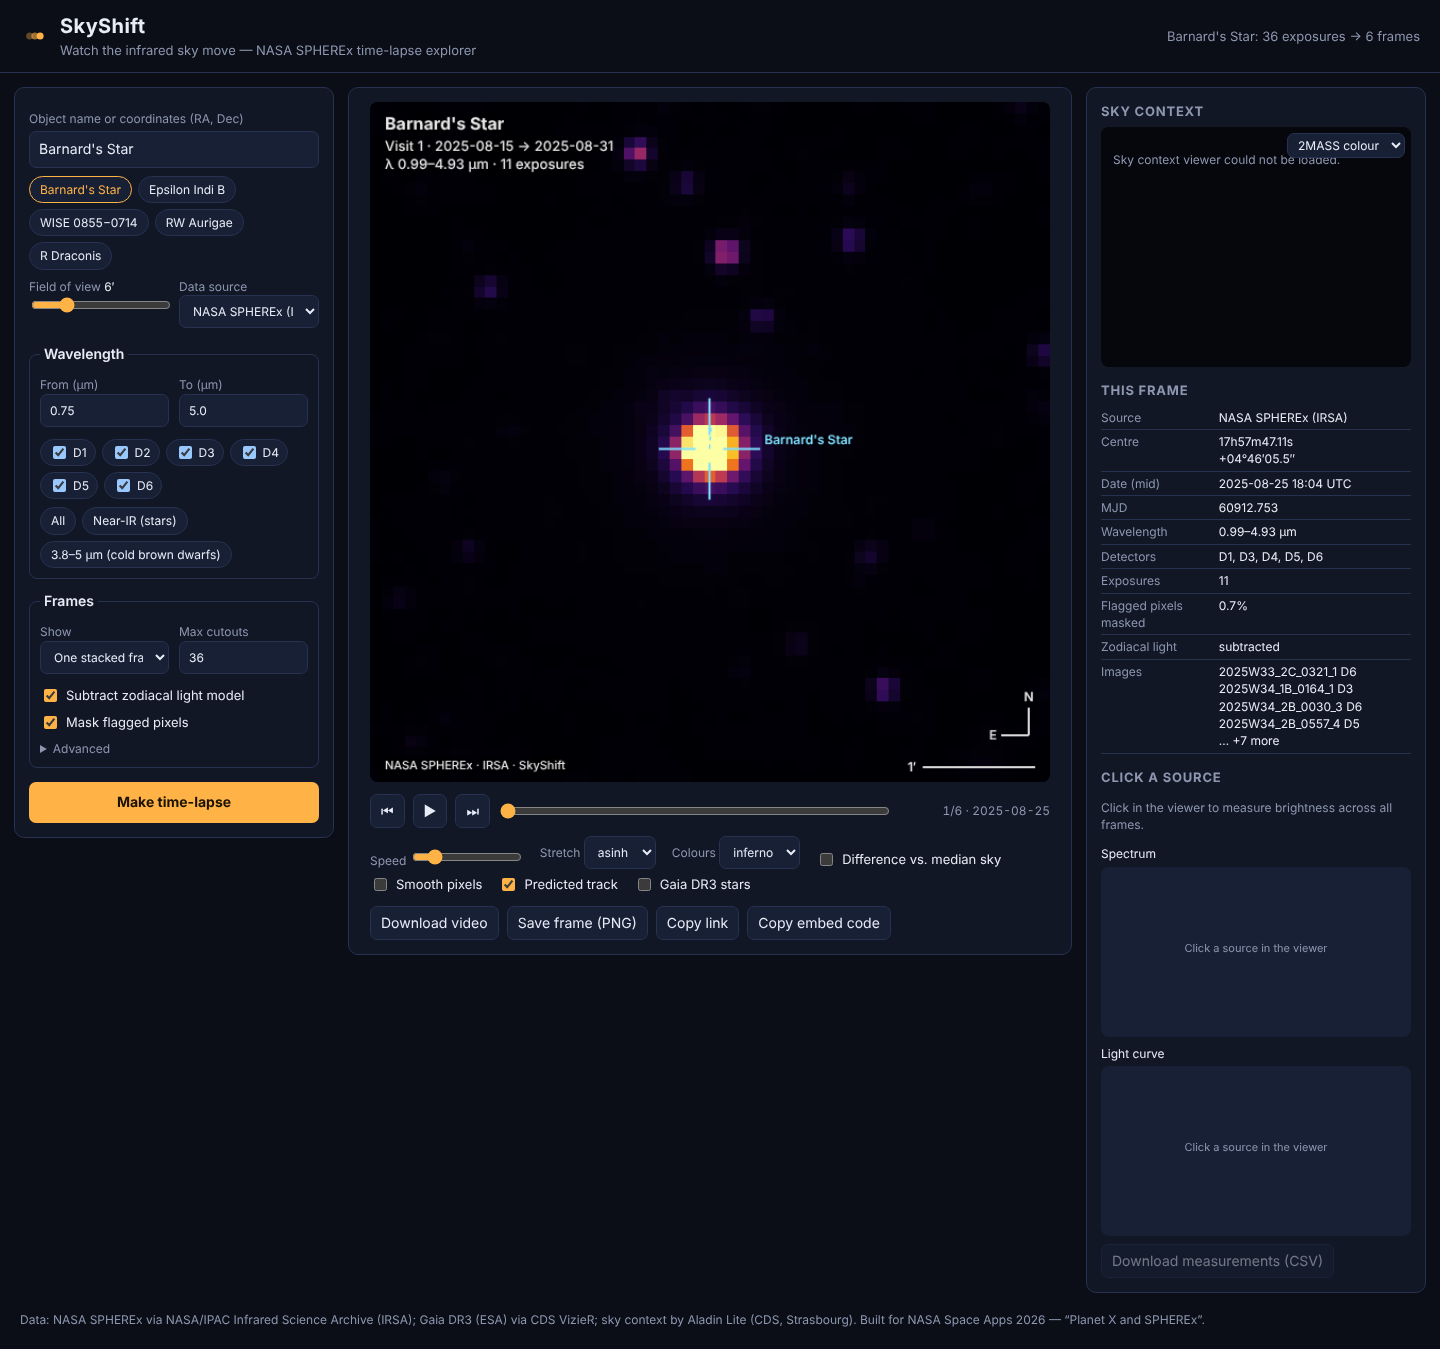 SkyShift
Watch the infrared sky move — NASA SPHEREx time-lapse explorer
Barnard's Star: 36 exposures → 6 frames
Object name or coordinates (RA, Dec)
Barnard's Star
Barnard's Star
Epsilon Indi B
WISE 0855−0714
RW Aurigae
R Draconis
Field of view 6′
Data source
NASA SPHEREx (I
Wavelength
From (µm)
To (µm)
0.75
5.0
D1
D2
D3
D4
D5
D6
All
Near-IR (stars)
3.8–5 µm (cold brown dwarfs)
Frames
Show
Max cutouts
One stacked fra
36
Subtract zodiacal light model
Mask flagged pixels
Advanced
Make time-lapse
Barnard's Star
Visit 1 · 2025-08-15 → 2025-08-31
λ 0.99–4.93 µm · 11 exposures
Barnard's Star
N
E
NASA SPHEREx · IRSA · SkyShift
1′
1/6 · 2025-08-25
Speed
Stretch
asinh
Colours
inferno
Difference vs. median sky
Smooth pixels
Predicted track
Gaia DR3 stars
Download video
Save frame (PNG)
Copy link
Copy embed code
SKY CONTEXT
2MASS colour
Sky context viewer could not be loaded.
THIS FRAME
Source
NASA SPHEREx (IRSA)
Centre
17h57m47.11s
+04°46′05.5″
Date (mid)
2025-08-25 18:04 UTC
MJD
60912.753
Wavelength
0.99–4.93 µm
Detectors
D1, D3, D4, D5, D6
Exposures
11
Flagged pixels
masked
0.7%
Zodiacal light
subtracted
Images
2025W33_2C_0321_1 D6
2025W34_1B_0164_1 D3
2025W34_2B_0030_3 D6
2025W34_2B_0557_4 D5
… +7 more
CLICK A SOURCE
Click in the viewer to measure brightness across all
frames.
Spectrum
Click a source in the viewer
Light curve
Click a source in the viewer
Download measurements (CSV)
Data: NASA SPHEREx via NASA/IPAC Infrared Science Archive (IRSA); Gaia DR3 (ESA) via CDS VizieR; sky context by Aladin Lite (CDS, Strasbourg). Built for NASA Space Apps 2026 — “Planet X and SPHEREx”.